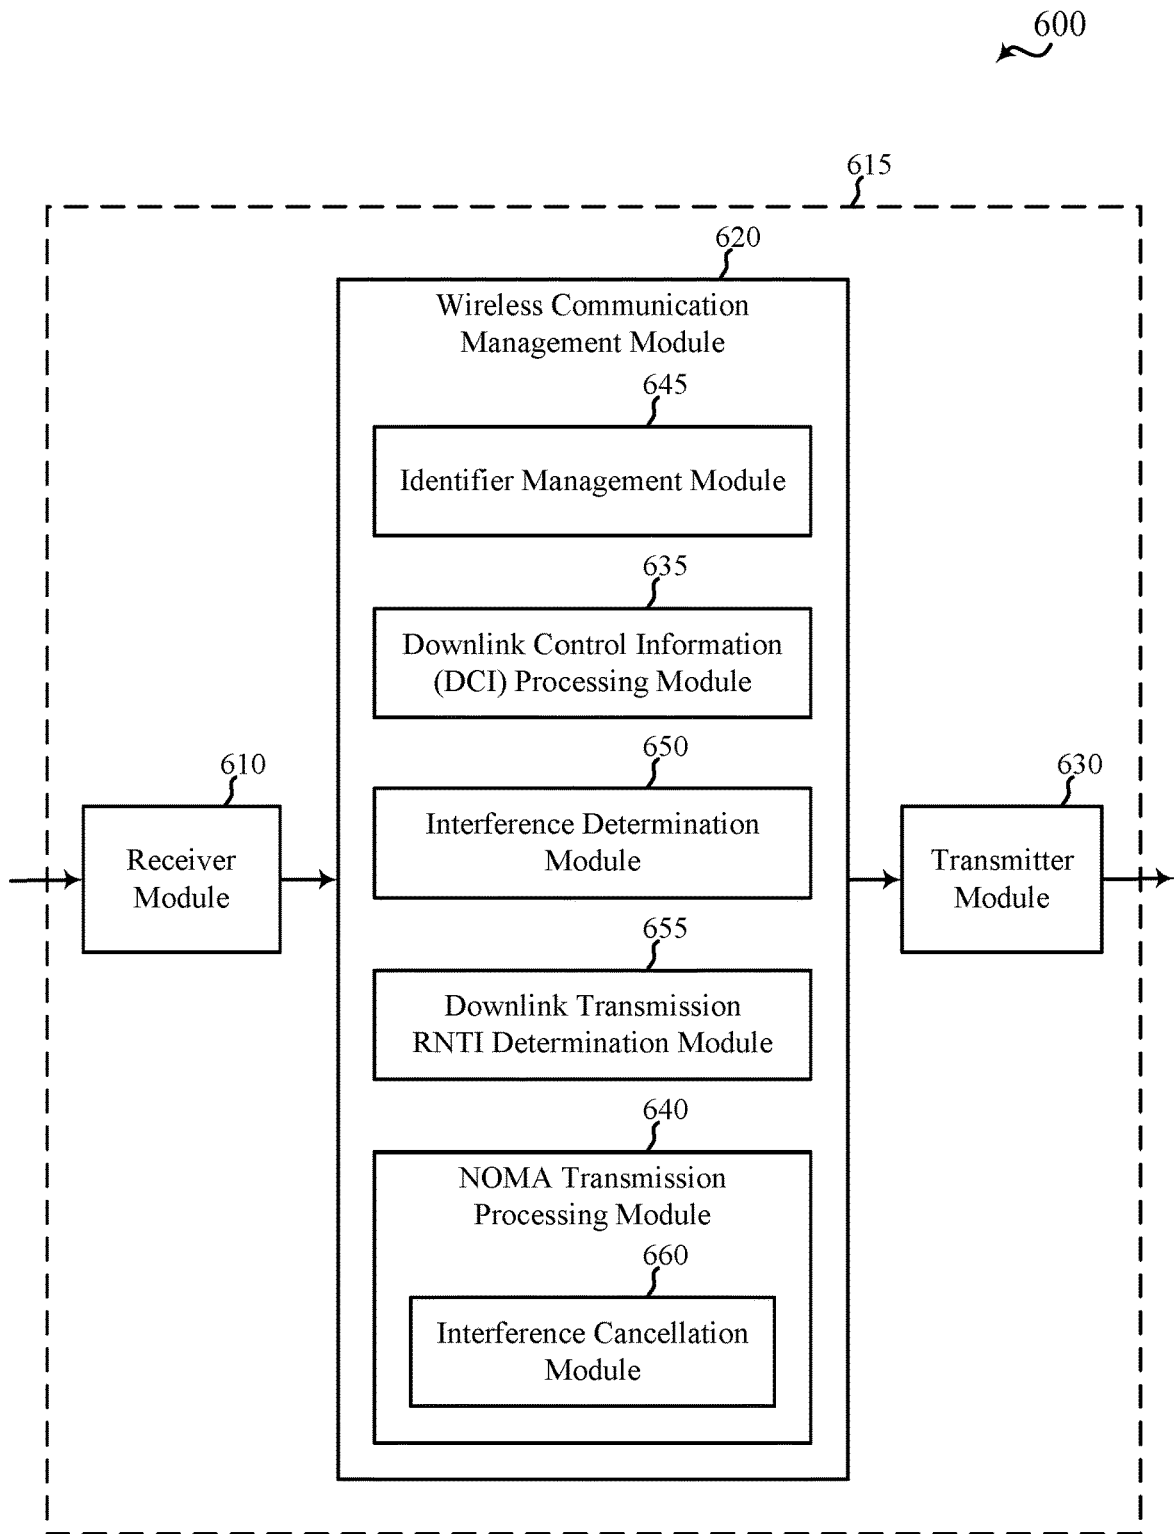 600
615
620
Wireless Communication
Management Module
645
Identifier Management Module
635
Downlink Control Information
(DCI) Processing Module
650
Interference Determination
Module
610
Receiver
Module
630
Transmitter
Module
655
Downlink Transmission
RNTI Determination Module
640
NOMA Transmission
Processing Module
660
Interference Cancellation
Module